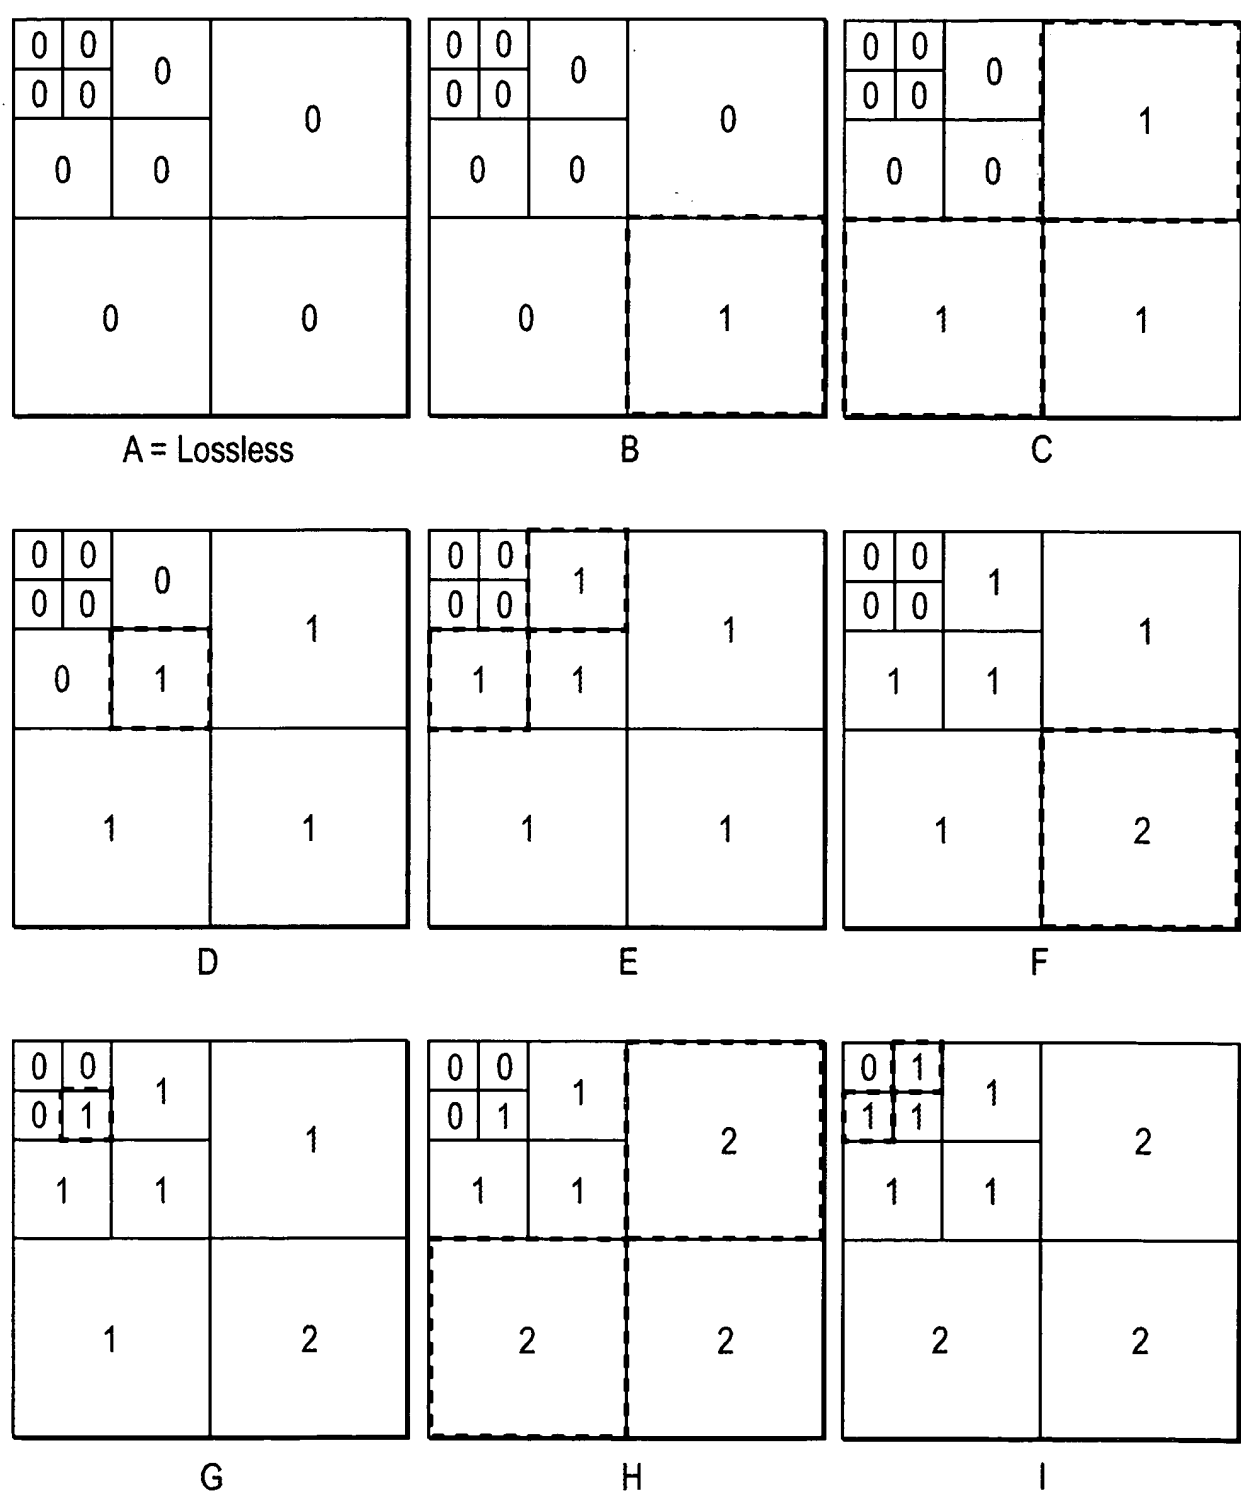 0 0 0 0 0 0 0 0 0 0
0 0 0 0 0 0 0 0 0 1
0 0 0 0 0 0 0 1 1 1
A = Lossless
B
C
0 0 0 0 0 1 0 1 1 1
0 0 0 0 1 1 1 1 1 1
0 0 0 0 1 1 1 1 1 2
D
E
F
0 0 0 1 1 1 1 1 1 2
0 0 0 1 1 1 1 2 2 2
0 1 1 1 1 1 1 2 2 2
G
H
I